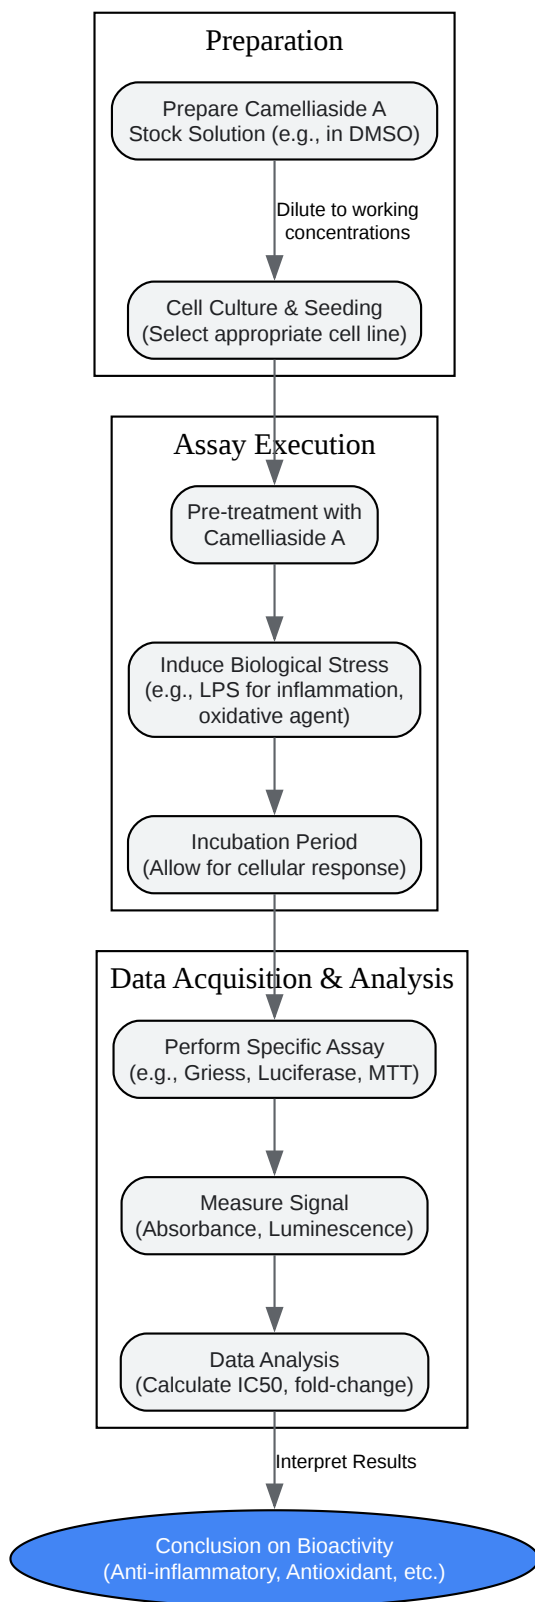 Preparation
Prepare Camelliaside A
Stock Solution (e.g., in DMSO)
Dilute to working
concentrations
Cell Culture & Seeding
(Select appropriate cell line)
Assay Execution
Pre-treatment with
Camelliaside A
Induce Biological Stress
(e.g., LPS for inflammation,
oxidative agent)
Incubation Period
(Allow for cellular response)
Data Acquisition & Analysis
Perform Specific Assay
(e.g., Griess, Luciferase, MTT)
Measure Signal
(Absorbance, Luminescence)
Data Analysis
(Calculate IC50, fold-change)
Interpret Results
Conclusion on Bioactivity
(Anti-inflammatory, Antioxidant, etc.)